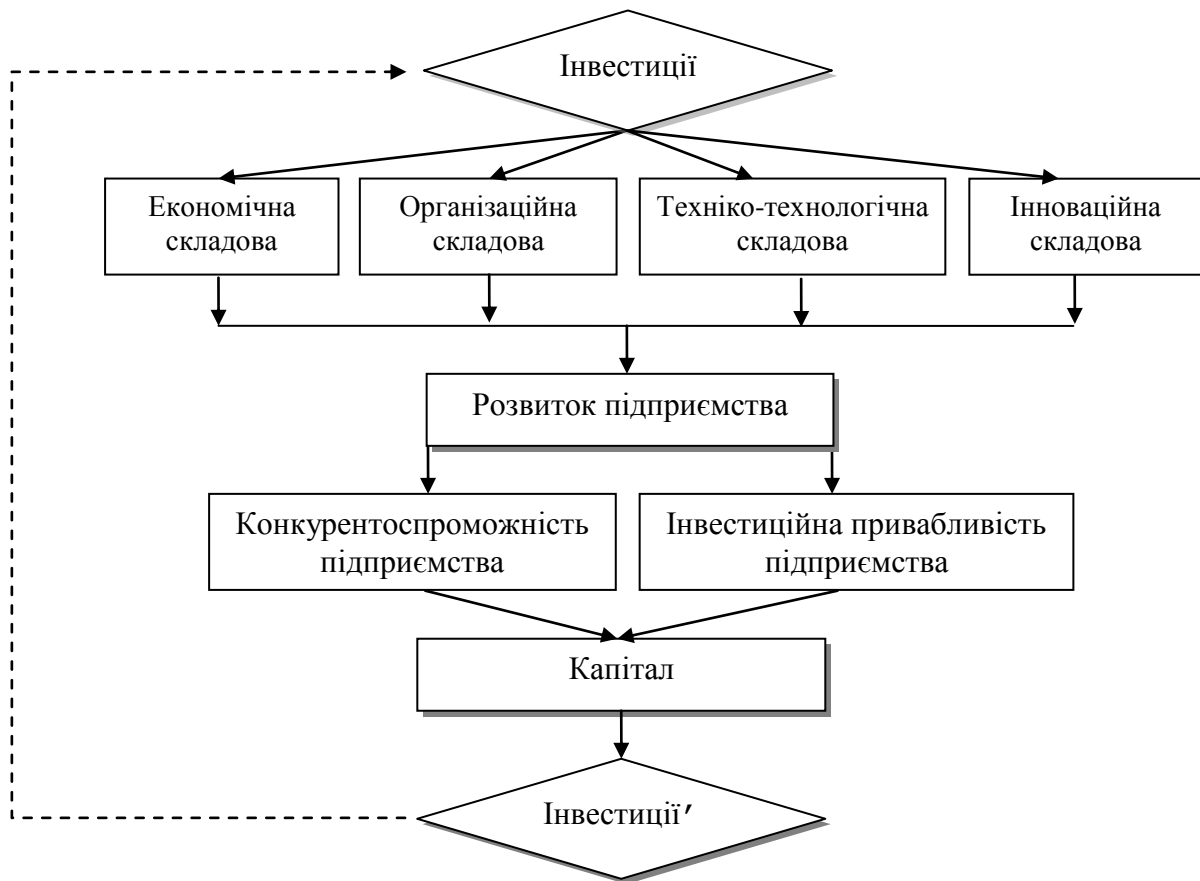 Інвестиції
Економічна
складова
Організаційна
складова
Техніко-технологічна
складова
Інноваційна
складова
Розвиток підприємства
Конкурентоспроможність
підприємства
Інвестиційна привабливість
підприємства
Капітал
Інвестиції′